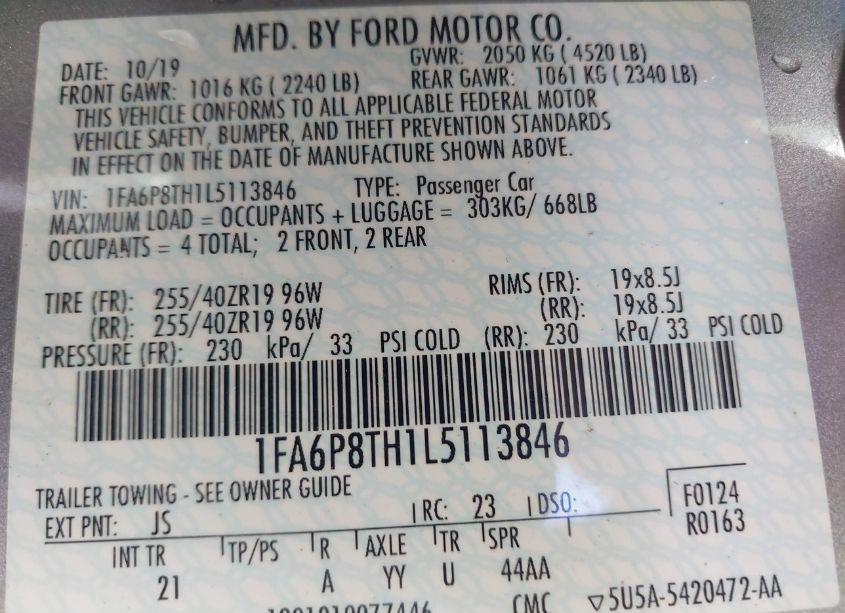 MFD. BY FORD MOTOR CO.
DATE: 10/19 GVWR: 2050 KG ( 4520 LB)
FRONT GAWR: 1016 KG ( 2240 LB) REAR GAWR: 1061 KG ( 2340 LB)
THIS VEHICLE CONFORMS TO ALL APPLICABLE FEDERAL MOTOR
VEHICLE SAFETY, BUMPER, AND THEFT PREVENTION STANDARDS
IN EFFECT ON THE DATE OF MANUFACTURE SHOWN ABOVE.
VIN: 1FA6P8TH1L5113846 TYPE: Passenger Car
MAXIMUM LOAD = OCCUPANTS + LUGGAGE = 303KG/ 668LB
OCCUPANTS = 4 TOTAL; 2 FRONT, 2 REAR
TIRE (FR): 255/40ZR19 96W RIMS (FR): 19x8.5J
(RR): 255/40ZR19 96W (RR): 19x8.5J
PRESSURE (FR): 230 kPa/ 33 PSI COLD (RR): 230 kPa/ 33 PSI COLD
1FA6P8TH1L5113846
TRAILER TOWING - SEE OWNER GUIDE
EXT PNT: JS RC: 23 DSO: F0124
R0163
INT TR TP/PS R AXLE TR SPR
21 A YY U 44AA
CMC ▽5U5A-5420472-AA